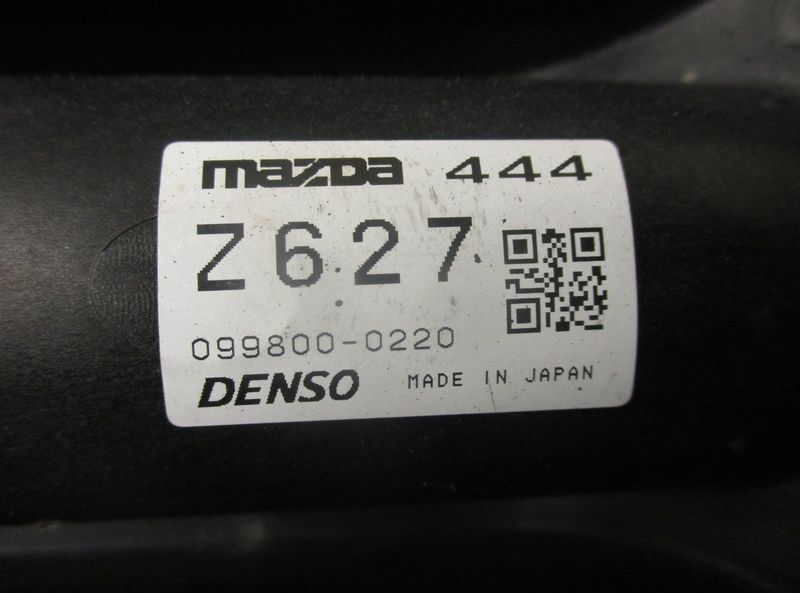 mazDa 444
Z627
099800-0220
DENSO MADE IN JAPAN